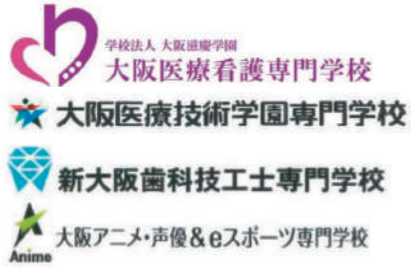 学校法人 大阪滋慶学園
大阪医療看護専門学校
大阪医療技術学園専門学校
新大阪歯科技工士専門学校
大阪アニメ・声優&eスポーツ専門学校
Anime